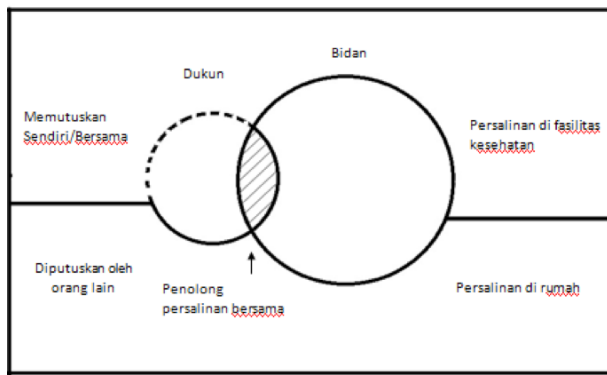 Dukun
Bidan
Memutuskan
Sendiri/Bersama
Persalinan di fasilitas
kesehatan
Diputuskan oleh
orang lain
Penolong
persalinan bersama
Persalinan di rumah